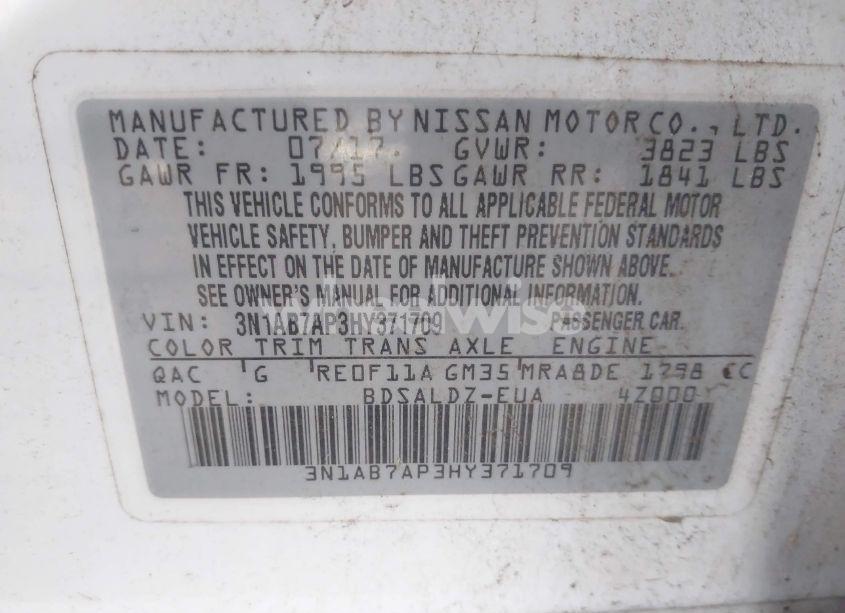 MANUFACTURED BY NISSAN MOTOR CO., LTD.
DATE: 07/17. GVWR: 3823 LBS
GAWR FR: 1995 LBS GAWR RR: 1841 LBS
THIS VEHICLE CONFORMS TO ALL APPLICABLE FEDERAL MOTOR
VEHICLE SAFETY, BUMPER AND THEFT PREVENTION STANDARDS
IN EFFECT ON THE DATE OF MANUFACTURE SHOWN ABOVE.
SEE OWNER'S MANUAL FOR ADDITIONAL INFORMATION.
VIN: 3N1AB7AP3HY371709 PASSENGER CAR.
COLOR TRIM TRANS AXLE ENGINE
QAC G RE0F11A GM35 MRA8DE 1798 CC
MODEL: BDSALDZ-EUA 4Z000
3N1AB7AP3HY371709